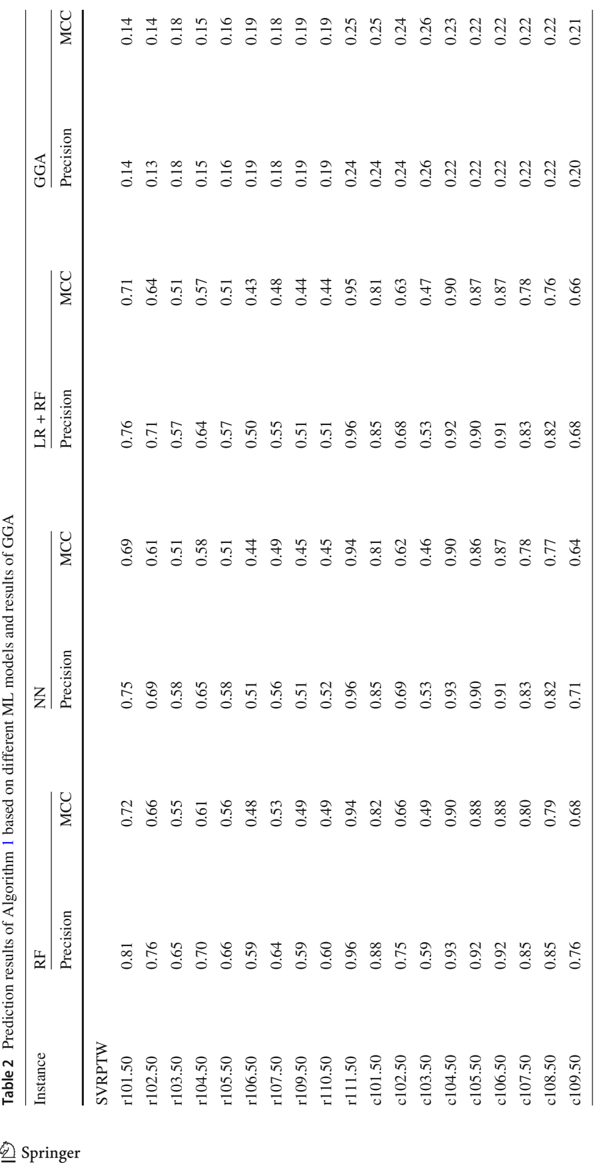 Table 2 Prediction results of Algorithm 1 based on different ML models and results of GGA
Instance RF NN LR + RF GGA
Precision MCC Precision MCC Precision MCC Precision MCC
SVRPTW
r101.50 0.81 0.72 0.75 0.69 0.76 0.71 0.14 0.14
r102.50 0.76 0.66 0.69 0.61 0.71 0.64 0.13 0.14
r103.50 0.65 0.55 0.58 0.51 0.57 0.51 0.18 0.18
r104.50 0.70 0.61 0.65 0.58 0.64 0.57 0.15 0.15
r105.50 0.66 0.56 0.58 0.51 0.57 0.51 0.16 0.16
r106.50 0.59 0.48 0.51 0.44 0.50 0.43 0.19 0.19
r107.50 0.64 0.53 0.56 0.49 0.55 0.48 0.18 0.18
r109.50 0.59 0.49 0.51 0.45 0.51 0.44 0.19 0.19
r110.50 0.60 0.49 0.52 0.45 0.51 0.44 0.19 0.19
r111.50 0.96 0.94 0.96 0.94 0.96 0.95 0.24 0.25
c101.50 0.88 0.82 0.85 0.81 0.85 0.81 0.24 0.25
c102.50 0.75 0.66 0.69 0.62 0.68 0.63 0.24 0.24
c103.50 0.59 0.49 0.53 0.46 0.53 0.47 0.26 0.26
c104.50 0.93 0.90 0.93 0.90 0.92 0.90 0.22 0.23
c105.50 0.92 0.88 0.90 0.86 0.90 0.87 0.22 0.22
c106.50 0.92 0.88 0.91 0.87 0.91 0.87 0.22 0.22
c107.50 0.85 0.80 0.83 0.78 0.83 0.78 0.22 0.22
c108.50 0.85 0.79 0.82 0.77 0.82 0.76 0.22 0.22
c109.50 0.76 0.68 0.71 0.64 0.68 0.66 0.20 0.21
Springer